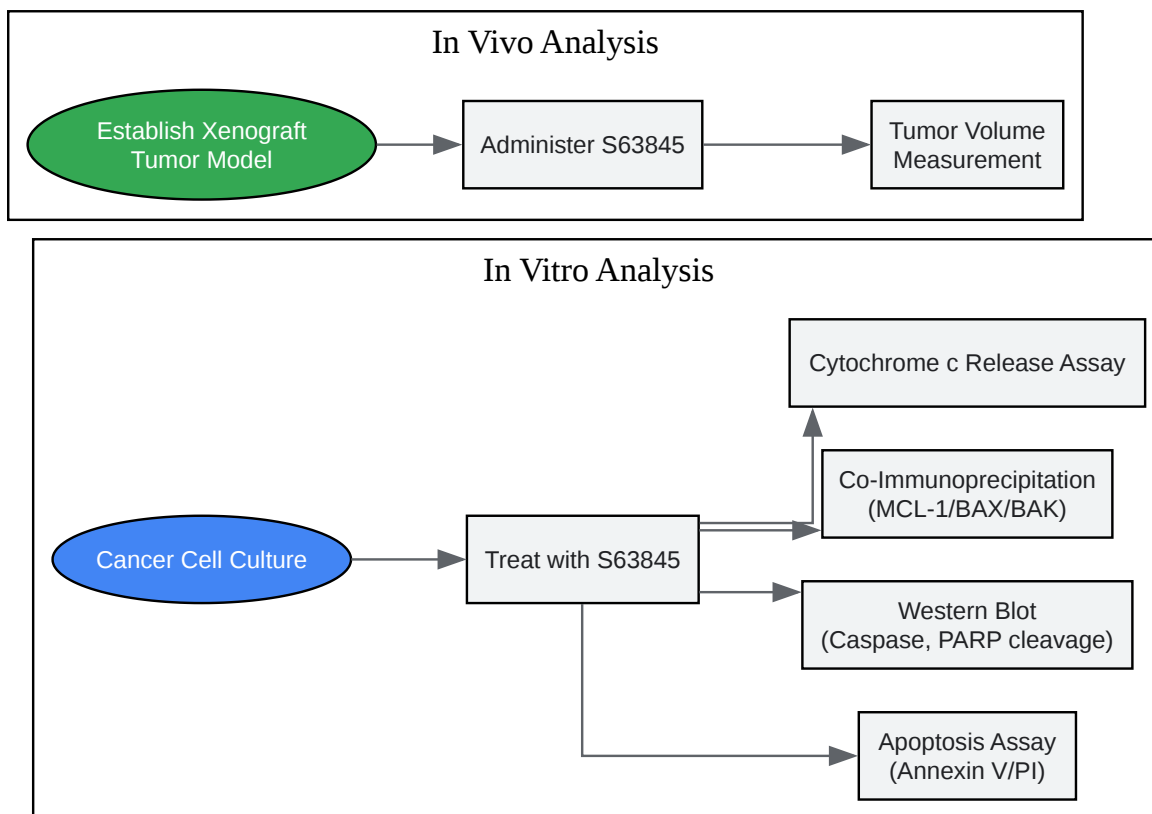 In Vivo Analysis
Establish Xenograft
Tumor Model
Administer S63845
Tumor Volume
Measurement
In Vitro Analysis
Cytochrome c Release Assay
Co-Immunoprecipitation
(MCL-1/BAX/BAK)
Cancer Cell Culture
Treat with S63845
Western Blot
(Caspase, PARP cleavage)
Apoptosis Assay
(Annexin V/PI)